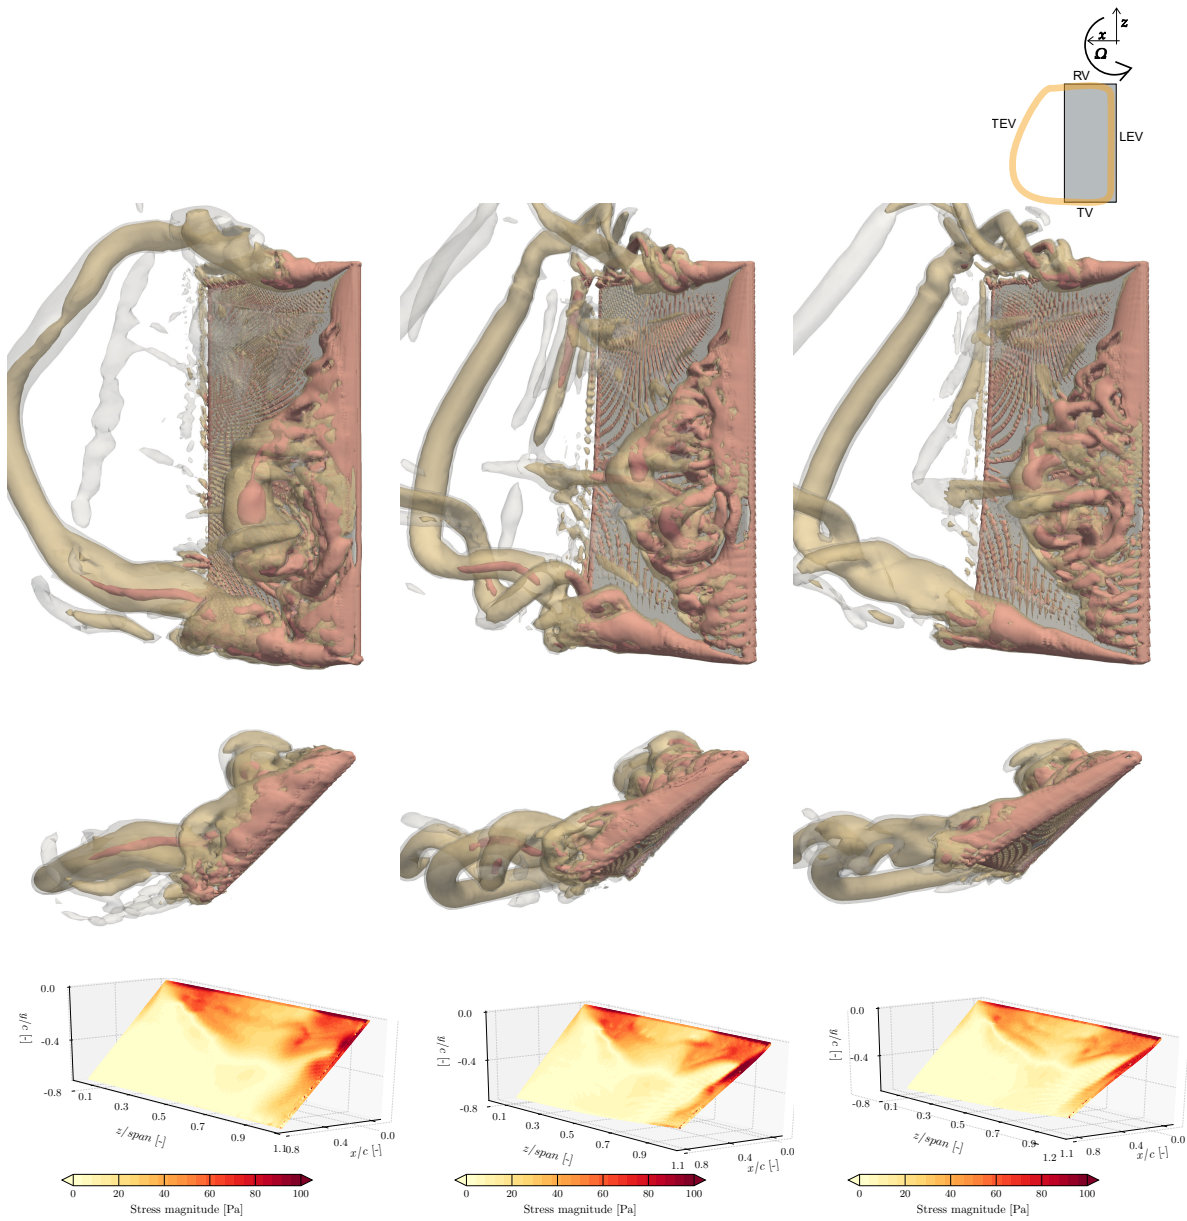 z
x
Ω
RV
TEV
LEV
TV
0.0
-0.4
-0.8
y/c [-]
0.1
0.3
0.5
0.7
0.9
1.1
z/span [-]
0.8
0.4
0.0
x/c [-]
0 20 40 60 80 100
Stress magnitude [Pa]
0.0
-0.4
-0.8
y/c [-]
0.1
0.3
0.5
0.7
0.9
1.1
z/span [-]
0.8
0.4
0.0
x/c [-]
0 20 40 60 80 100
Stress magnitude [Pa]
0.0
-0.4
-0.8
y/c [-]
0.1
0.3
0.5
0.7
0.9
1.2
z/span [-]
1.1
0.8
0.4
0.0
x/c [-]
0 20 40 60 80 100
Stress magnitude [Pa]